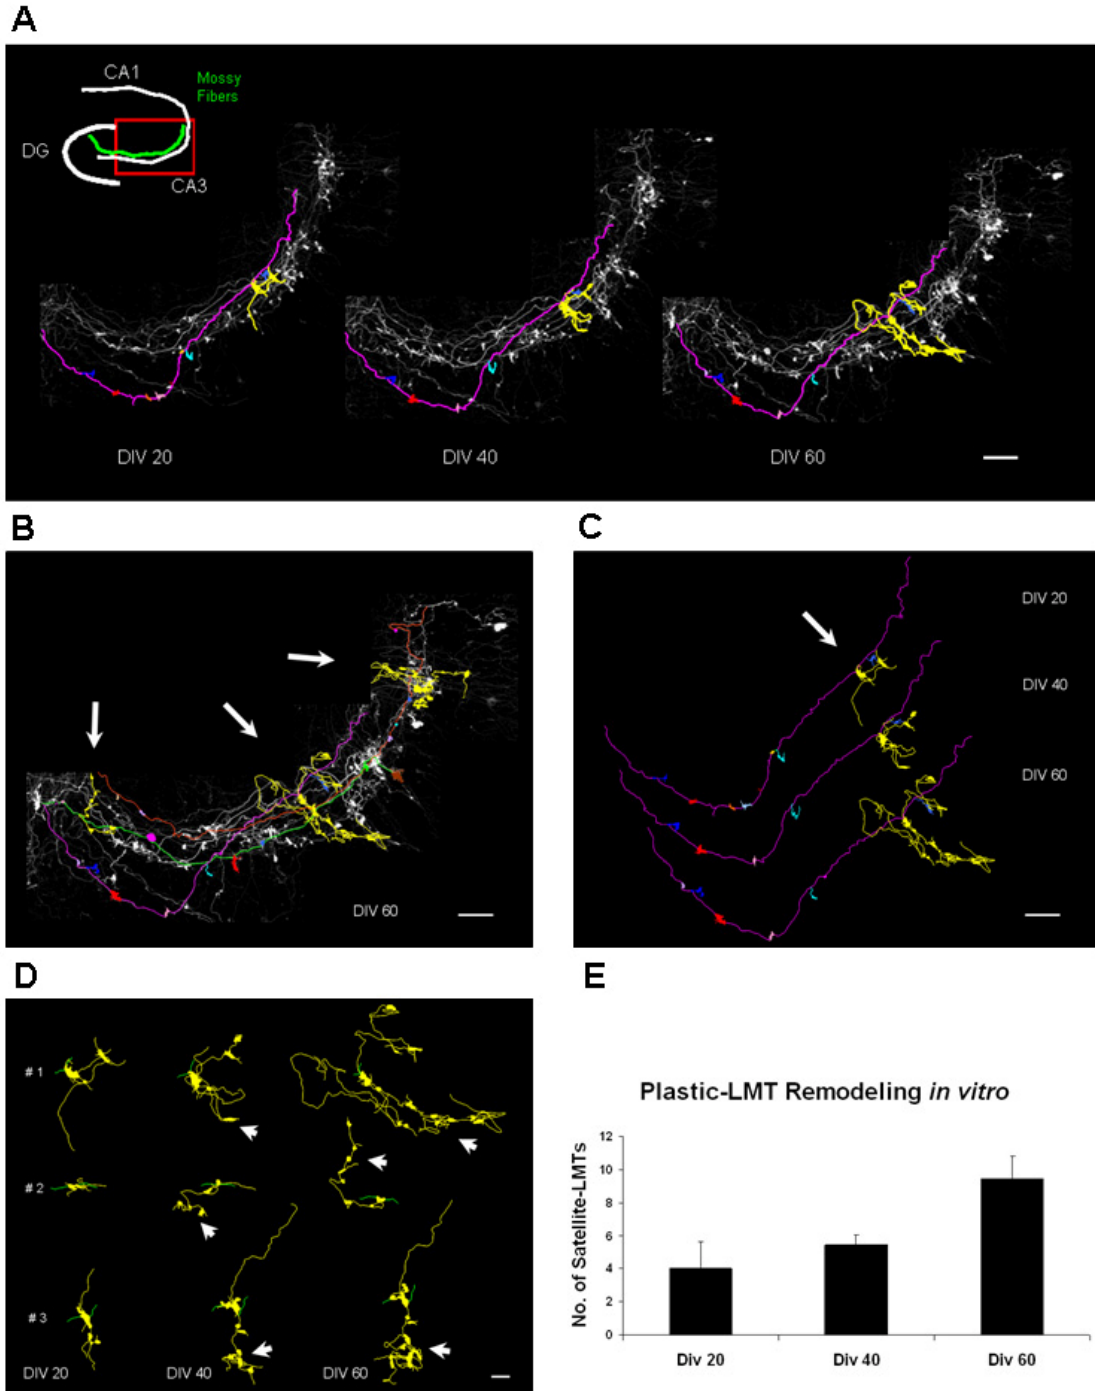 A
CA1
Mossy
Fibers
DG
CA3
DIV 20
DIV 40
DIV 60
B
DIV 60
C
DIV 20
DIV 40
DIV 60
D
#1
#2
#3
DIV 20
DIV 40
DIV 60
E
Plastic-LMT Remodeling in vitro
No. of Satellite-LMTs
12
10
8
6
4
2
0
Div 20
Div 40
Div 60